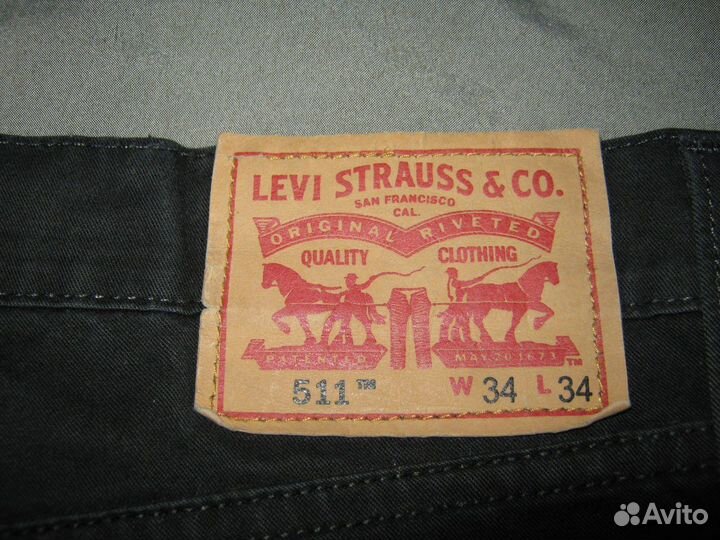 LEVI STRAUSS & CO.
SAN FRANCISCO
CAL.
ORIGINAL RIVETED
QUALITY CLOTHING
PATENTED MAY 20 1873 ™
511™ W 34 L 34
Avito